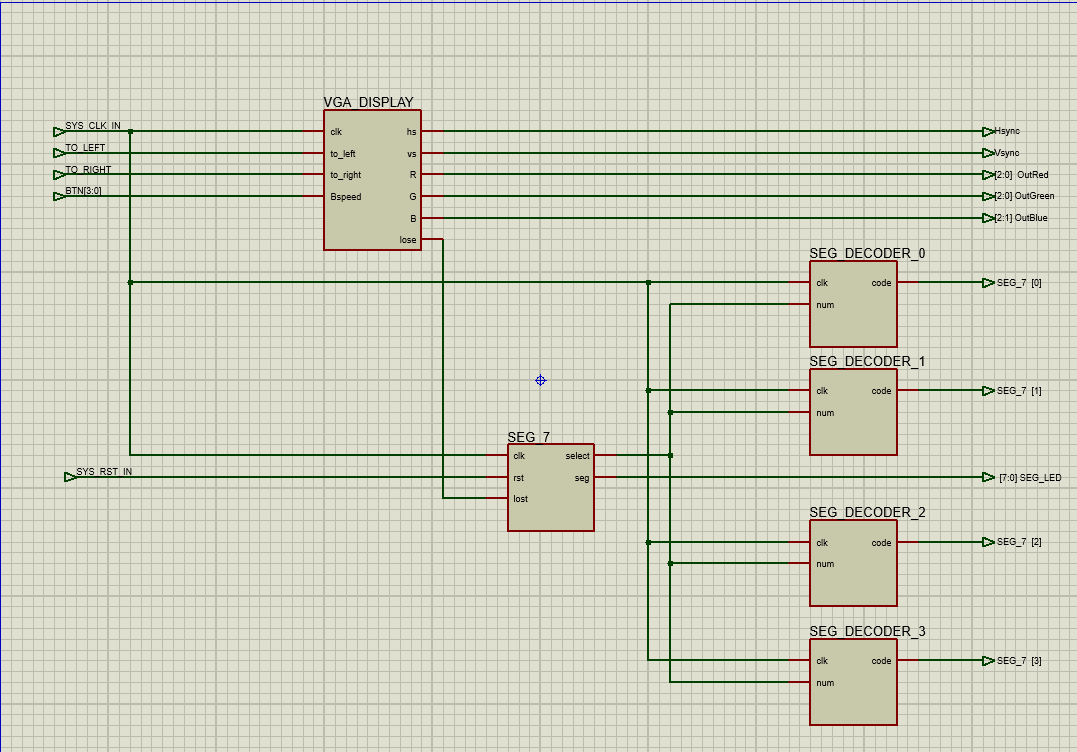 VGA_DISPLAY
SYS_CLK_IN
clk
hs
Hsync
TO_LEFT
to_left
vs
Vsync
TO_RIGHT
to_right
R
[2:0] OutRed
BTN[3:0]
Bspeed
G
[2:0] OutGreen
B
[2:1] OutBlue
lose
SEG_DECODER_0
clk
code
SEG_7 [0]
num
SEG_DECODER_1
clk
code
SEG_7 [1]
num
SEG_7
clk
select
SYS_RST_IN
rst
seg
[7:0] SEG_LED
lost
SEG_DECODER_2
clk
code
SEG_7 [2]
num
SEG_DECODER_3
clk
code
SEG_7 [3]
num